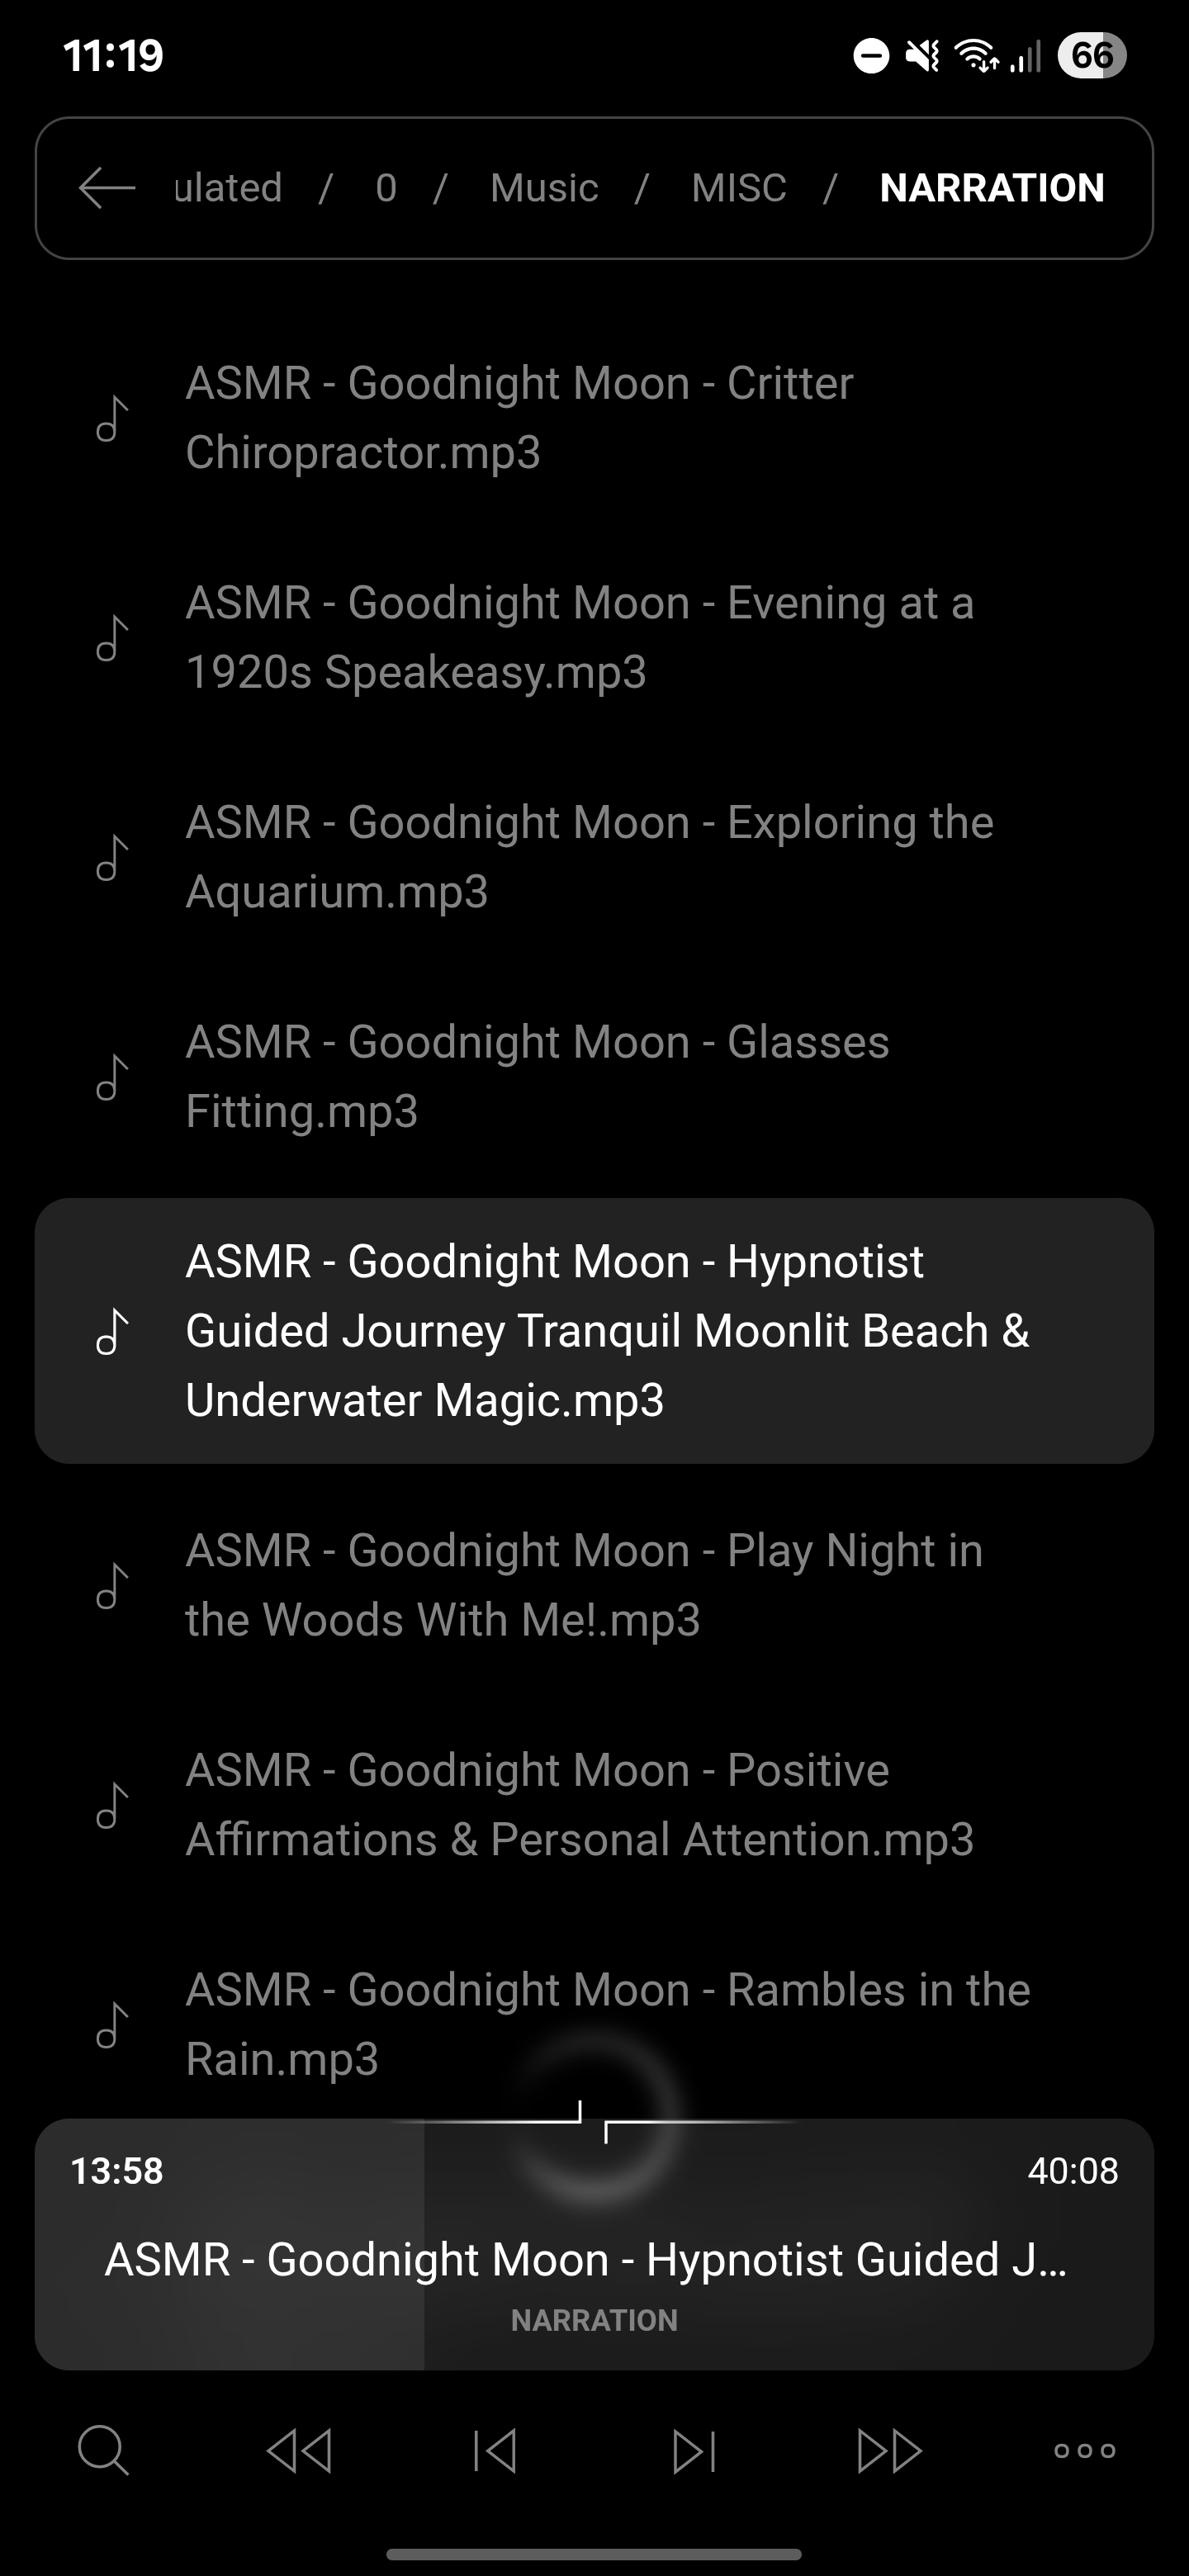 11:19
66
ulated / 0 / Music / MISC / NARRATION
ASMR - Goodnight Moon - Critter
Chiropractor.mp3
ASMR - Goodnight Moon - Evening at a
1920s Speakeasy.mp3
ASMR - Goodnight Moon - Exploring the
Aquarium.mp3
ASMR - Goodnight Moon - Glasses
Fitting.mp3
ASMR - Goodnight Moon - Hypnotist
Guided Journey Tranquil Moonlit Beach &
Underwater Magic.mp3
ASMR - Goodnight Moon - Play Night in
the Woods With Me!.mp3
ASMR - Goodnight Moon - Positive
Affirmations & Personal Attention.mp3
ASMR - Goodnight Moon - Rambles in the
Rain.mp3
13:58
40:08
ASMR - Goodnight Moon - Hypnotist Guided J...
NARRATION